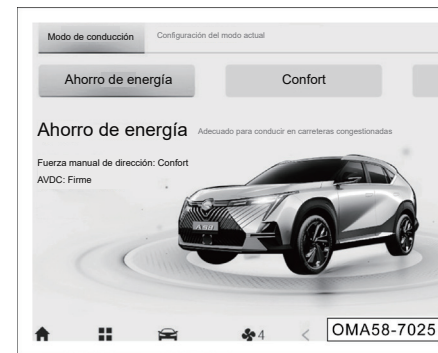 Modo de conducción
Configuración del modo actual
Ahorro de energía
Confort
Ahorro de energía
Adecuado para conducir en carreteras congestionadas
Fuerza manual de dirección: Confort
AVDC: Firme
4
<
OMA58-7025